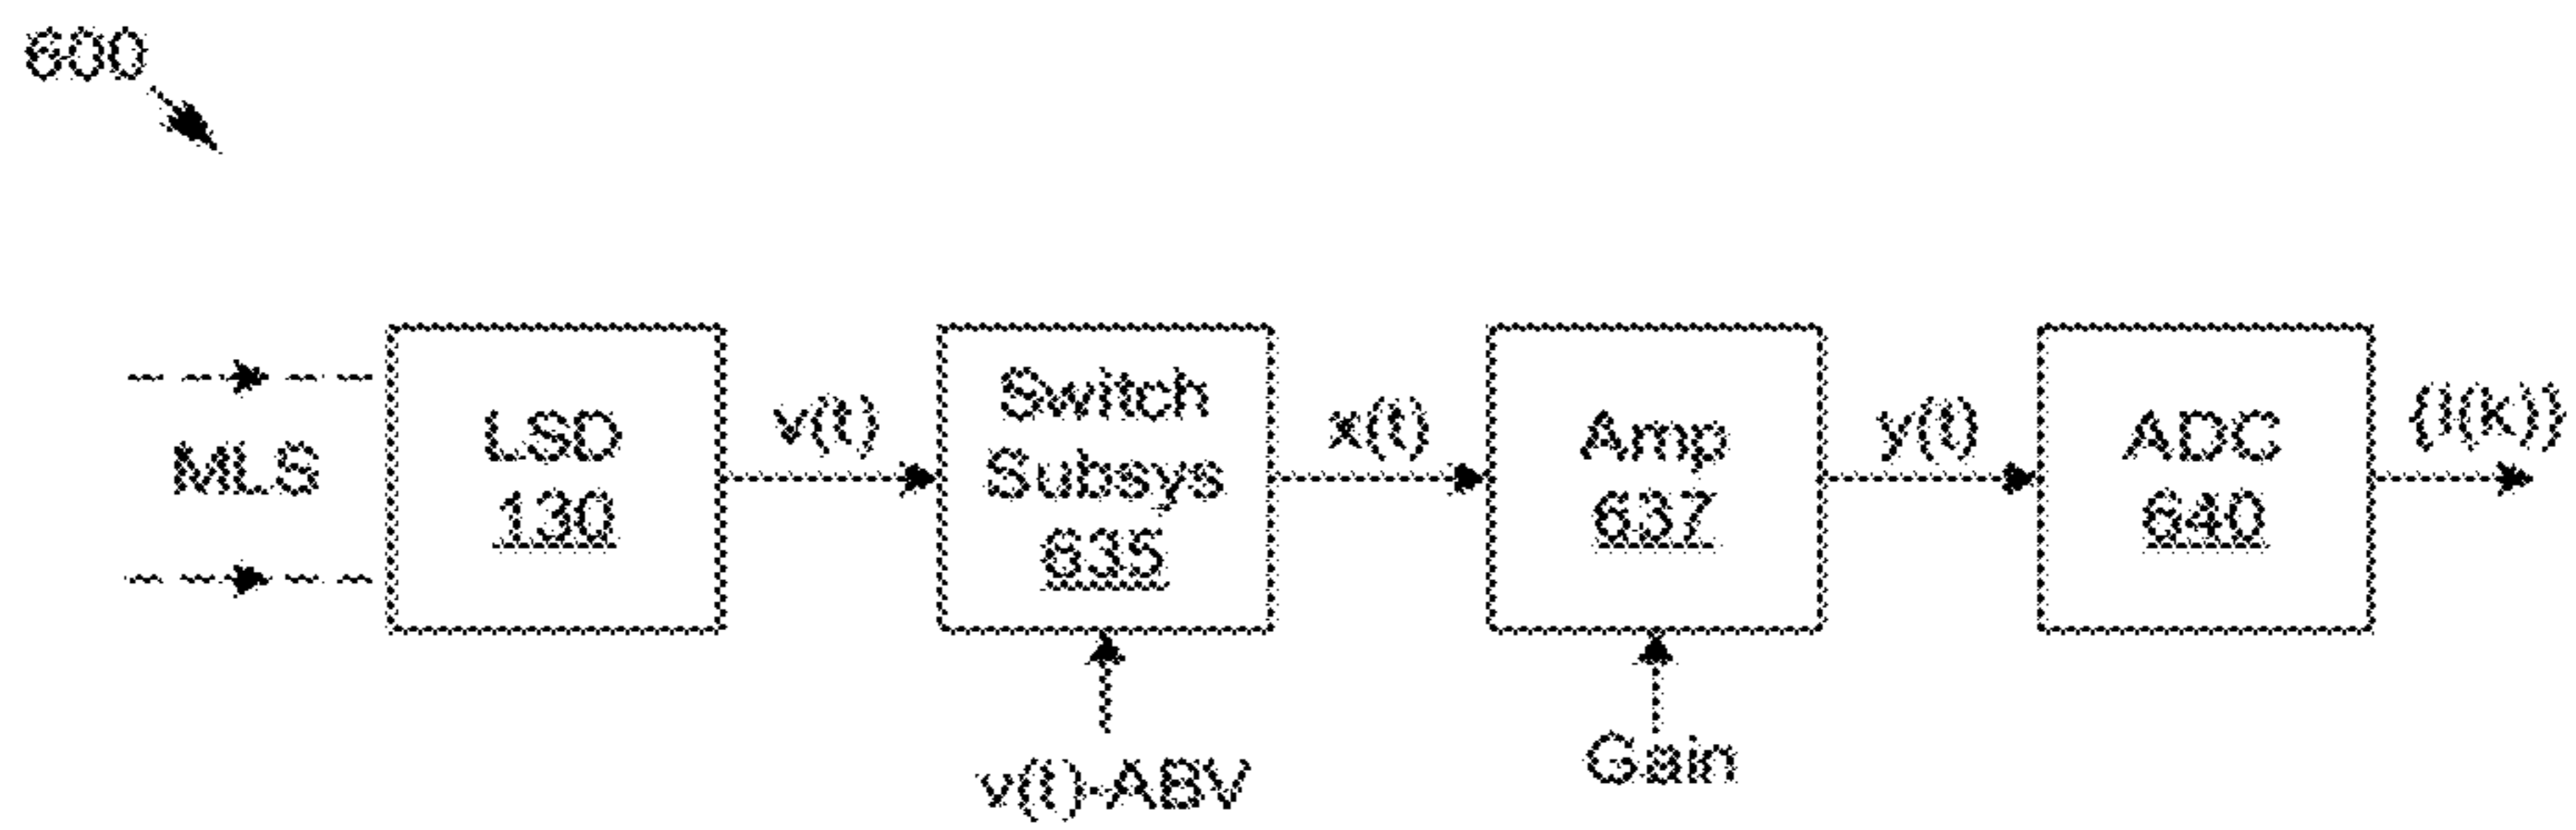 600
MLS
LSD
130
v(t)
Switch
Subsys
635
v(t)-ABV
x(t)
Amp
637
Gain
y(t)
ADC
640
{I(k)}